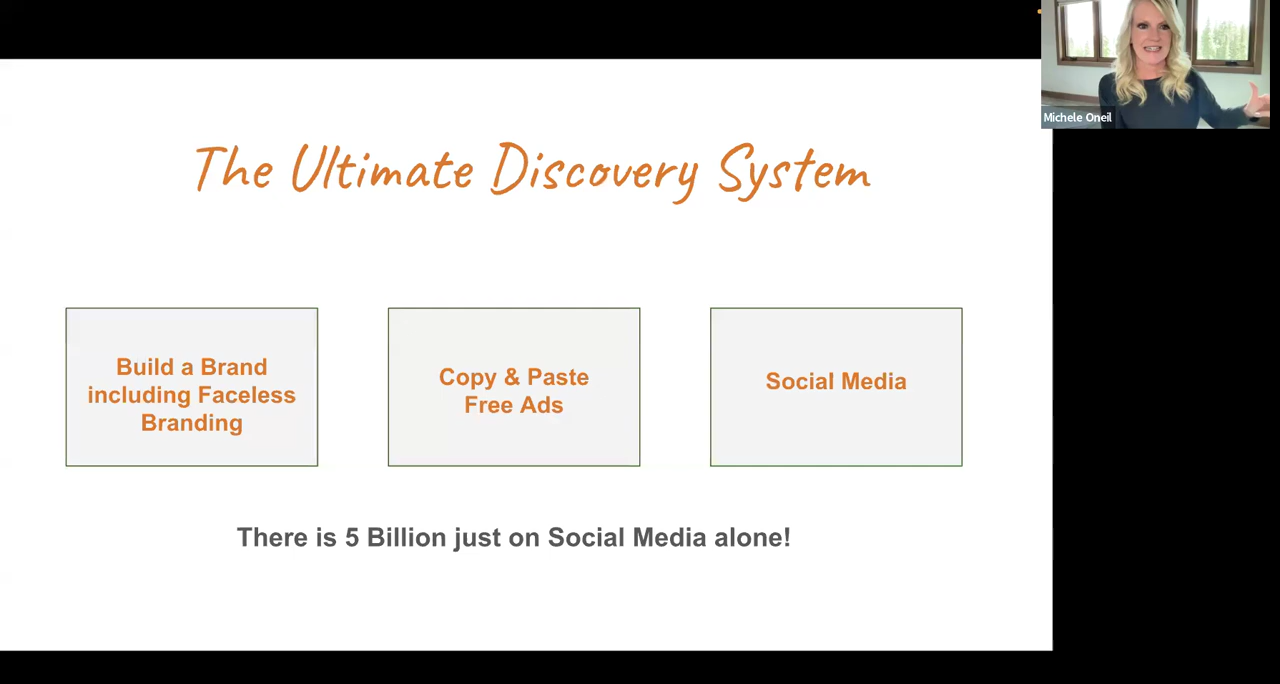 Michele Oneil
The Ultimate Discovery System
Build a Brand
including Faceless
Branding
Copy & Paste
Free Ads
Social Media
There is 5 Billion just on Social Media alone!